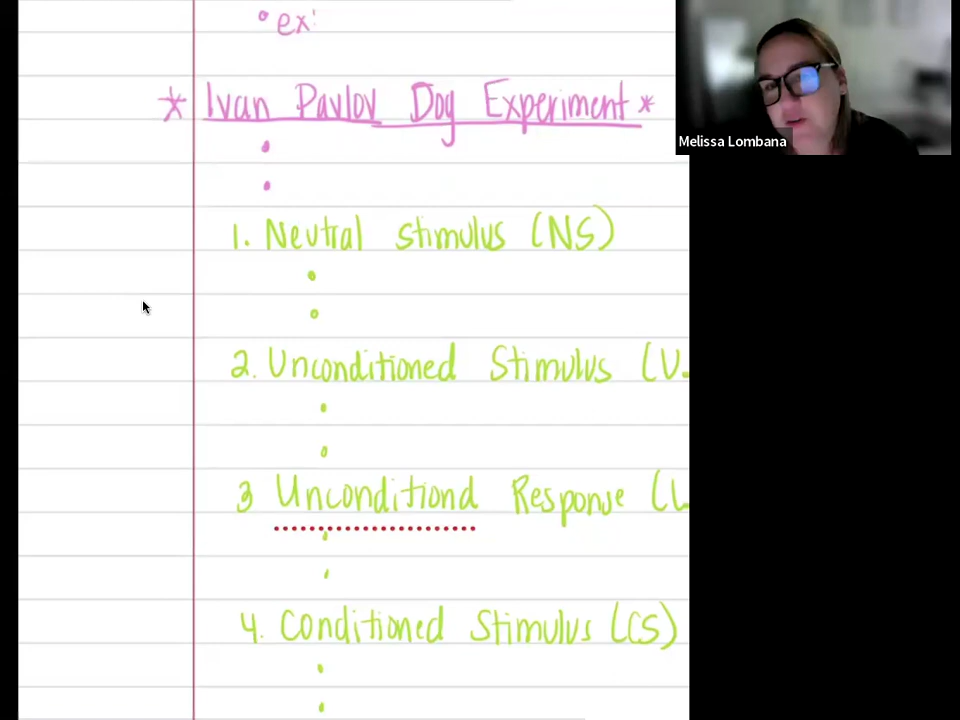 • ex:
* Ivan Pavlov Dog Experiment *
Melissa Lombana
•
•
1. Neutral stimulus (NS)
•
•
2. Unconditioned Stimulus (U
•
•
3 Unconditiond Response (
•
•
4. Conditioned Stimulus (CS)
•
•